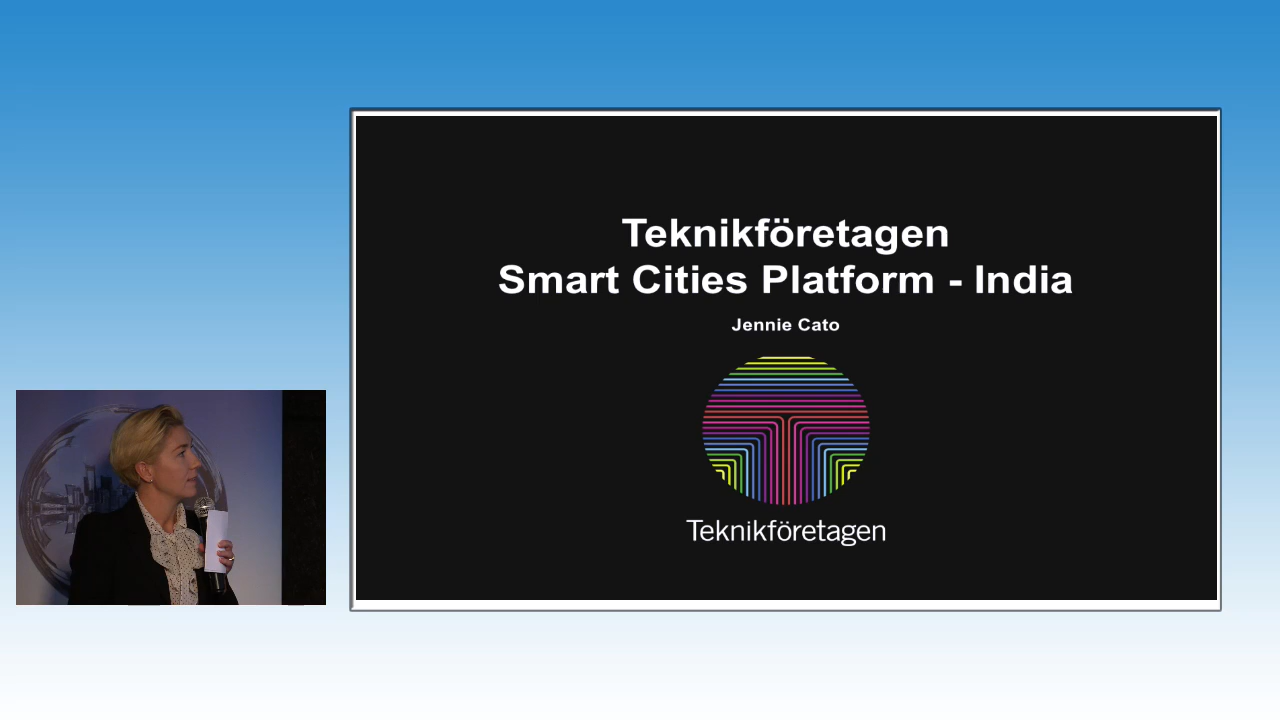 Teknikföretagen
Smart Cities Platform - India
Jennie Cato
Teknikföretagen